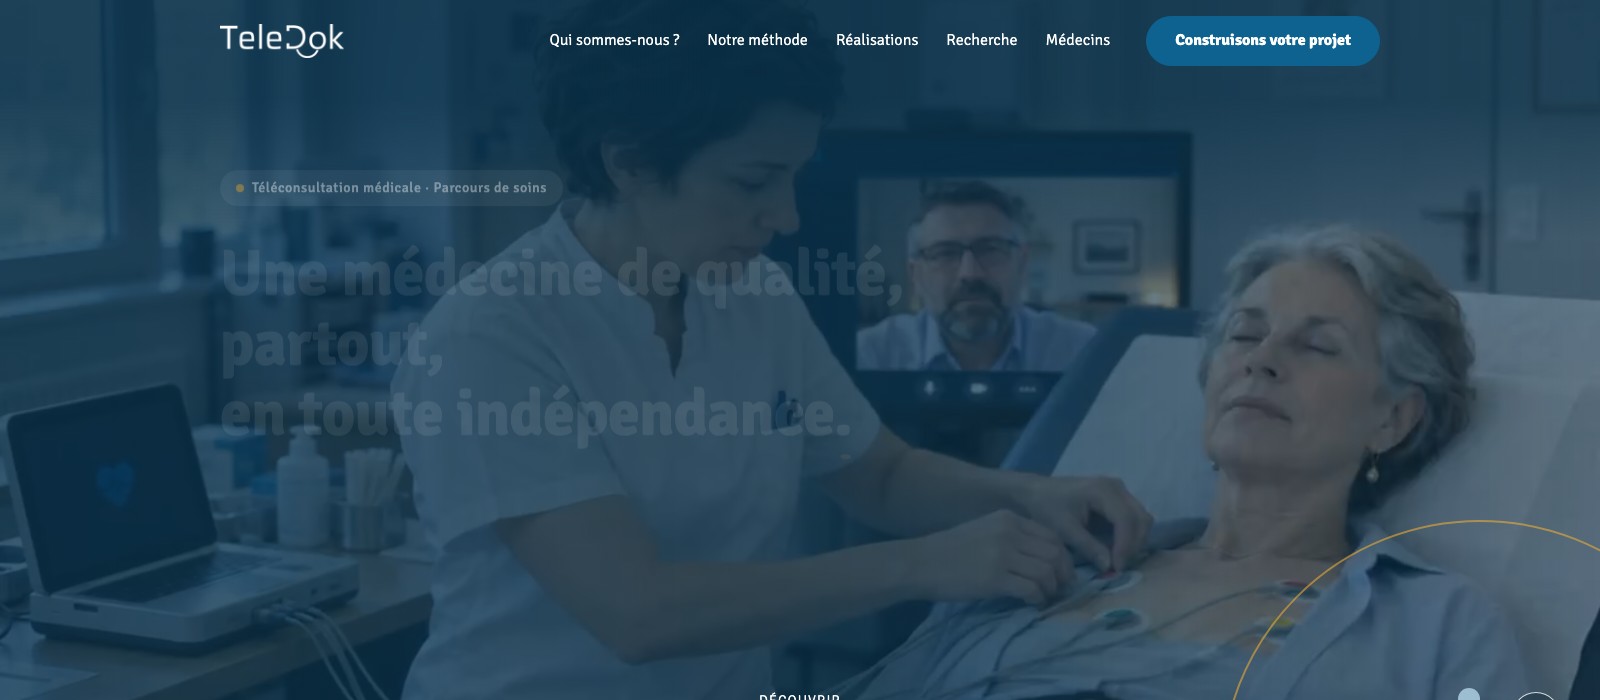 TeleDok
Qui sommes-nous ?
Notre méthode
Réalisations
Recherche
Médecins
Construisons votre projet
Téléconsultation médicale · Parcours de soins
Une médecine de qualité,
partout,
en toute indépendance.
DÉCOUVRIR